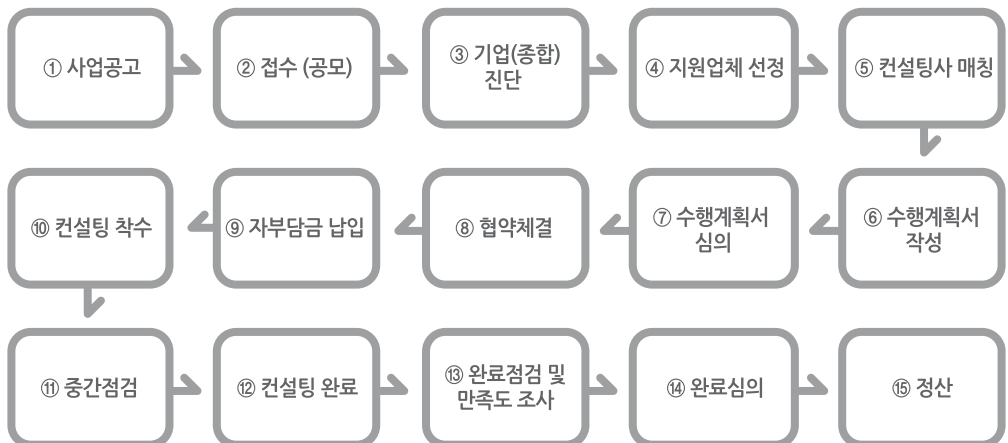 ① 사업공고
② 접수 (공모)
③ 기업(종합)
진단
④ 지원업체 선정
⑤ 컨설팅사 매칭
⑥ 수행계획서
작성
⑦ 수행계획서
심의
⑧ 협약체결
⑨ 자부담금 납입
⑩ 컨설팅 착수
⑪ 중간점검
⑫ 컨설팅 완료
⑬ 완료점검 및
만족도 조사
⑭ 완료심의
⑮ 정산